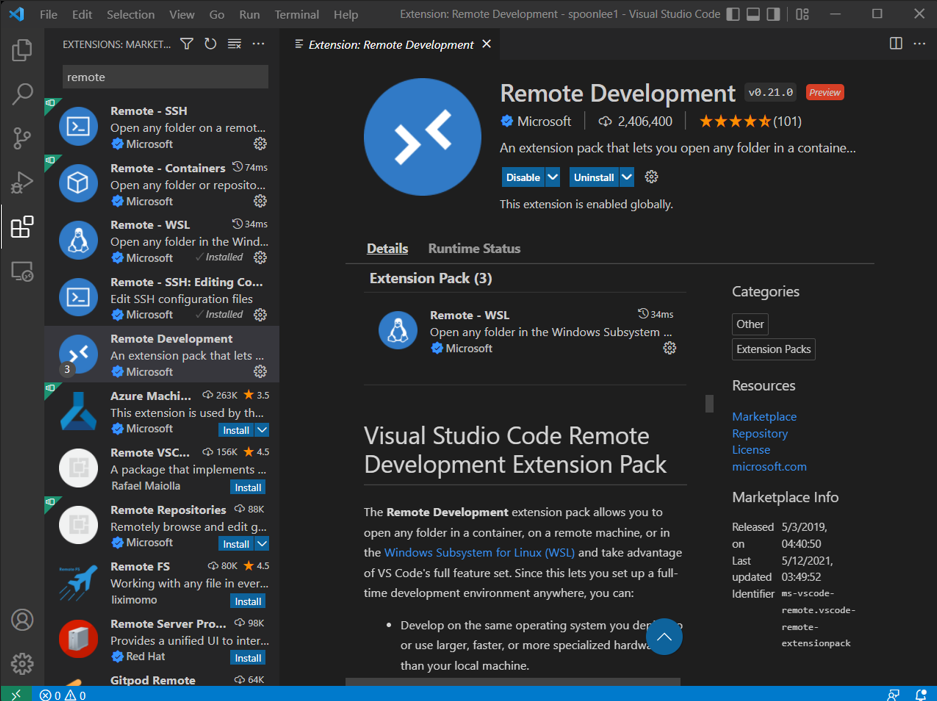 File Edit Selection View Go Run Terminal Help Extension: Remote Development - spoonlee1 - Visual Studio Code
EXTENSIONS: MARKET...
remote
Remote - SSH
Open any folder on a remot...
Microsoft
Remote - Containers 74ms
Open any folder or reposito...
Microsoft
Remote - WSL 34ms
Open any folder in the Wind...
Microsoft Installed
Remote - SSH: Editing Co...
Edit SSH configuration files
Microsoft Installed
Remote Development
An extension pack that lets ...
3 Microsoft
Azure Machi... 263K 3.5
This extension is used by th...
Microsoft Install
Remote VSC... 156K 4.5
A package that implements ...
Rafael Maiolla Install
Remote Repositories 88K
Remotely browse and edit g...
Microsoft Install
Remote FS 80K 4.5
Working with any file in ever...
liximomo Install
Remote Server Pro... 98K
Provides a unified UI to inter...
Red Hat Install
Gitpod Remote 64K
Extension: Remote Development
Remote Development v0.21.0 Preview
Microsoft 2,406,400 (101)
An extension pack that lets you open any folder in a containe...
Disable Uninstall
This extension is enabled globally.
Details Runtime Status
Extension Pack (3)
Remote - WSL 34ms
Open any folder in the Windows Subsystem ...
Microsoft
Visual Studio Code Remote
Development Extension Pack
The Remote Development extension pack allows you to
open any folder in a container, on a remote machine, or in
the Windows Subsystem for Linux (WSL) and take advantage
of VS Code's full feature set. Since this lets you set up a full-
time development environment anywhere, you can:
• Develop on the same operating system you to
or use larger, faster, or more specialized
than your local machine.
Categories
Other
Extension Packs
Resources
Marketplace
Repository
License
microsoft.com
Marketplace Info
Released 5/3/2019,
on 04:40:50
Last 5/12/2021,
updated 03:49:52
Identifier ms-vscode-
remote.vscode-
remote-
extensionpack
0 0